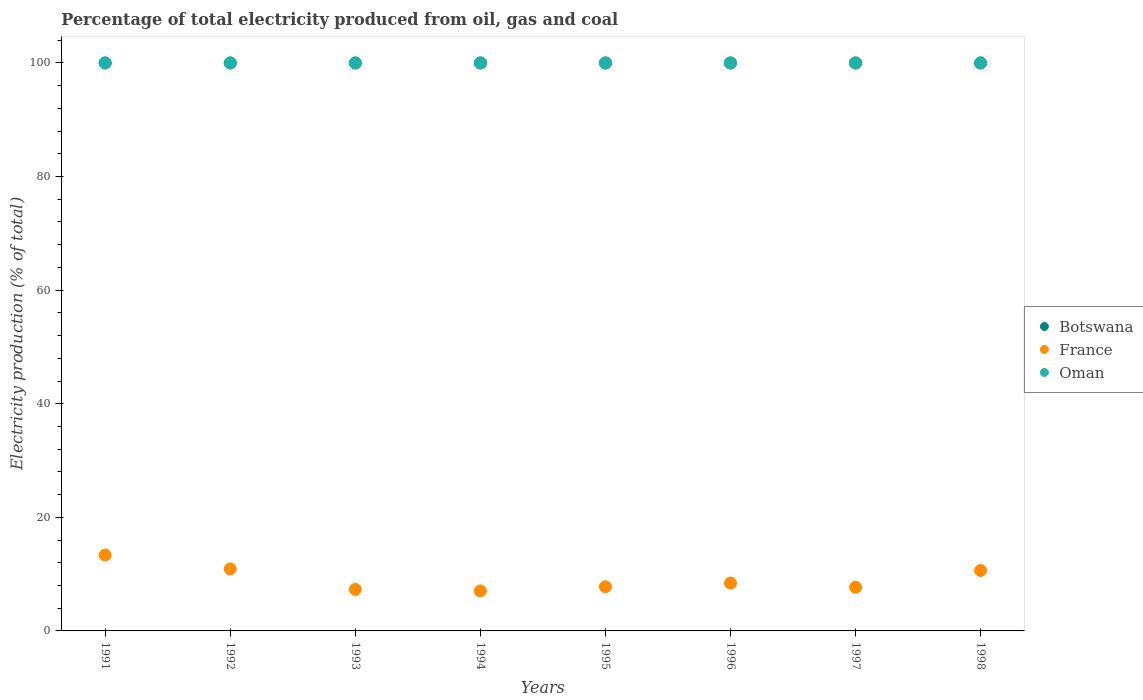 Percentage of total electricity produced from oil, gas and coal
Electricity production (% of total)
100
80
60
40
20
0
1991
1992
1993
1994
1995
1996
1997
1998
Years
Botswana
France
Oman